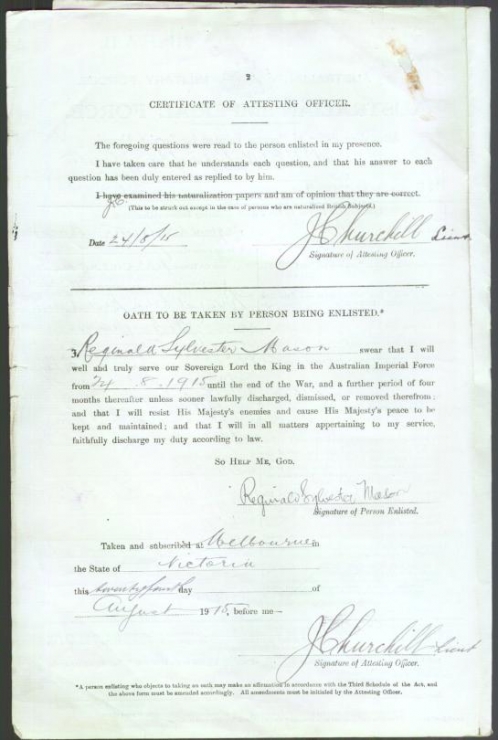 2
CERTIFICATE OF ATTESTING OFFICER.
The foregoing questions were read to the person enlisted in my presence.
I have taken care that he understands each question, and that his answer to each
question has been duly entered as replied to by him.
I have examined his naturalization papers and am of opinion that they are correct.
(This to be struck out except in the case of persons who are naturalized British Subjects.)
JC
Date 24/8/15
J Churchill Lieut
Signature of Attesting Officer.
OATH TO BE TAKEN BY PERSON BEING ENLISTED.*
3. Reginald Sylvester Mason swear that I will
well and truly serve our Sovereign Lord the King in the Australian Imperial Force
from 24 . 8 . 1915 until the end of the War, and a further period of four
months thereafter unless sooner lawfully discharged, dismissed, or removed therefrom;
and that I will resist His Majesty's enemies and cause His Majesty's peace to be
kept and maintained; and that I will in all matters appertaining to my service,
faithfully discharge my duty according to law.
SO HELP ME, GOD.
Reginald Sylvester Mason
Signature of Person Enlisted.
Taken and subscribed at Melbourne in
the State of Victoria
this twentyfourth day of
August 1915, before me—
J Churchill Lieut
Signature of Attesting Officer.
*A person enlisting who objects to taking an oath may make an affirmation in accordance with the Third Schedule of the Act, and
the above form must be amended accordingly. All amendments must be initialed by the Attesting Officer.